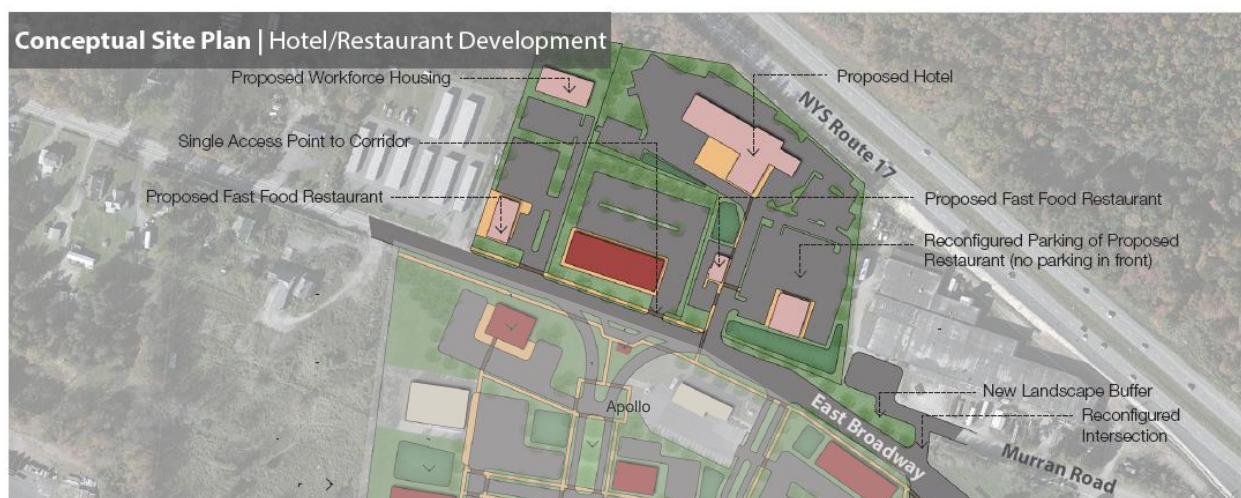 Conceptual Site Plan | Hotel/Restaurant Development
Proposed Workforce Housing
Proposed Hotel
NYS Route 17
Single Access Point to Corridor
Proposed Fast Food Restaurant
Proposed Fast Food Restaurant
Reconfigured Parking of Proposed
Restaurant (no parking in front)
New Landscape Buffer
Apollo
East Broadway
Reconfigured
Intersection
Murran Road